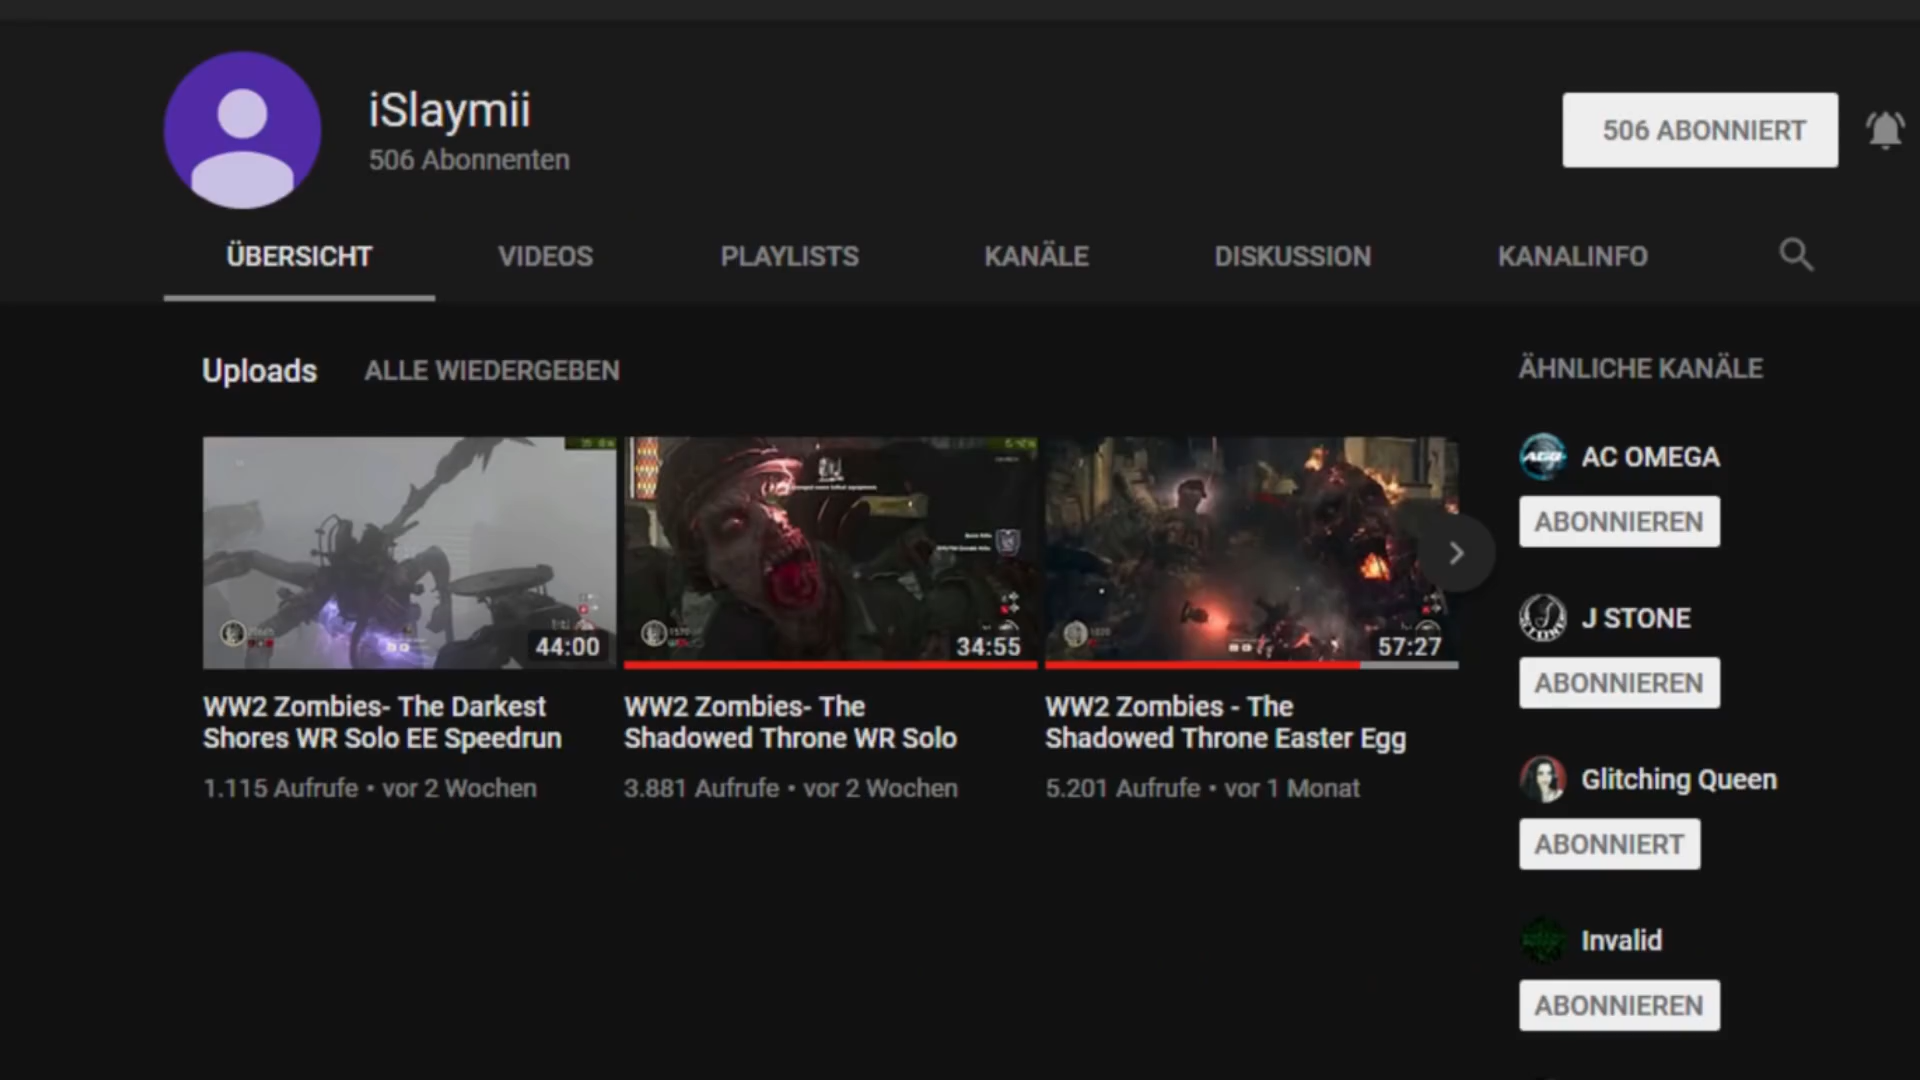 iSlaymii
506 Abonnenten
506 ABONNIERT
ÜBERSICHT
VIDEOS
PLAYLISTS
KANÄLE
DISKUSSION
KANALINFO
Uploads
ALLE WIEDERGEBEN
44:00
34:55
57:27
WW2 Zombies- The Darkest
Shores WR Solo EE Speedrun
1.115 Aufrufe • vor 2 Wochen
WW2 Zombies- The
Shadowed Throne WR Solo
3.881 Aufrufe • vor 2 Wochen
WW2 Zombies - The
Shadowed Throne Easter Egg
5.201 Aufrufe • vor 1 Monat
ÄHNLICHE KANÄLE
AC OMEGA
ABONNIEREN
J STONE
ABONNIEREN
Glitching Queen
ABONNIERT
Invalid
ABONNIEREN